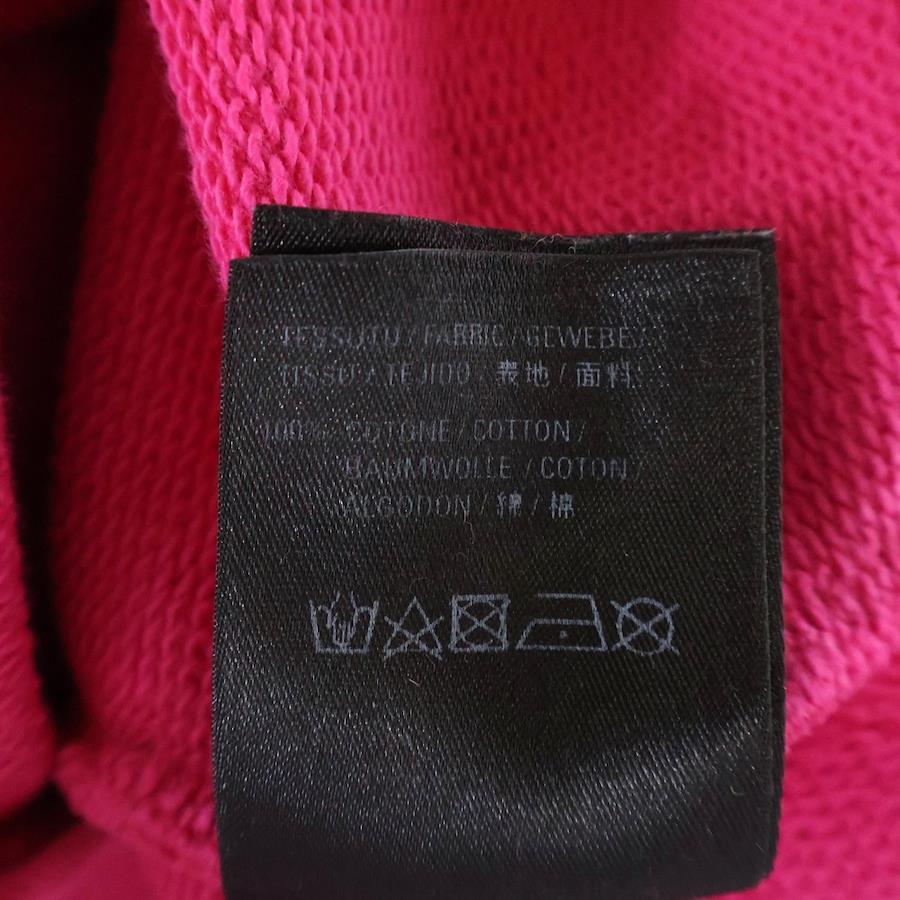 TESSUTO/FABRIC/GEWEBE/
TISSU/TEJIDO/表地/面料
100% COTONE/COTTON/
BAUMWOLLE/COTON/
ALGODON/綿/棉